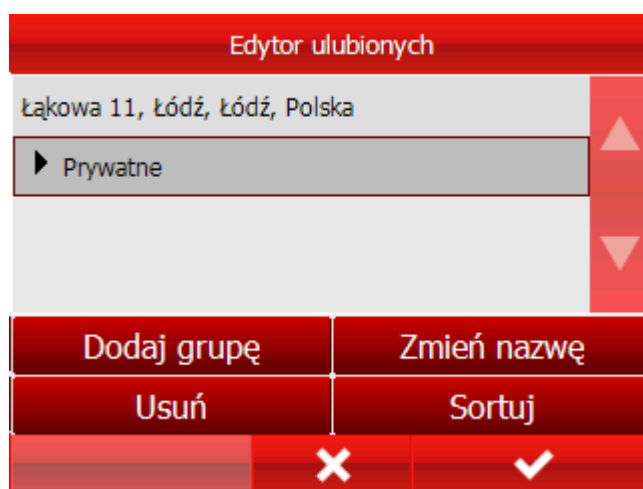 Edytor ulubionych
Łąkowa 11, Łódź, Łódź, Polska
Prywatne
Dodaj grupę
Zmień nazwę
Usuń
Sortuj